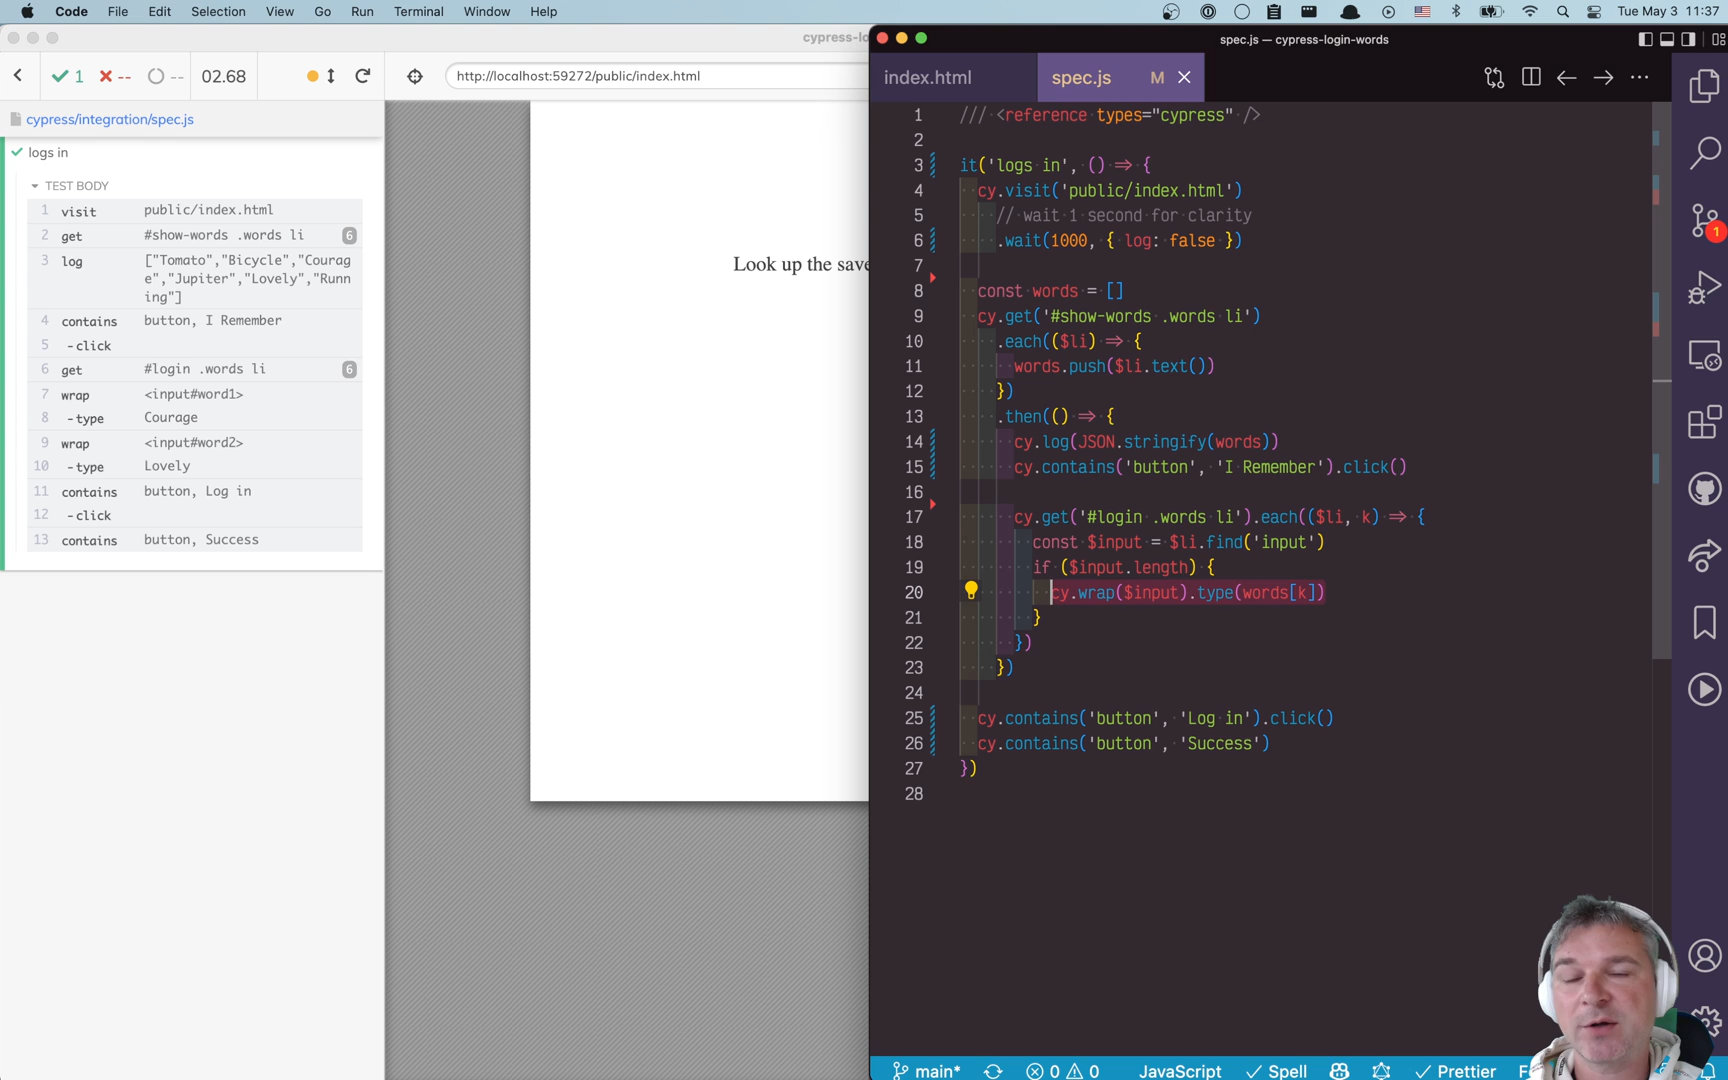 Code File Edit Selection View Go Run Terminal Window Help Tue May 3 11:37
cypress-lo
1 -- -- 02.68
http://localhost:59272/public/index.html
cypress/integration/spec.js
logs in
TEST BODY
1 visit public/index.html
2 get #show-words .words li 6
3 log ["Tomato","Bicycle","Courag
e","Jupiter","Lovely","Runn
ing"]
4 contains button, I Remember
5 -click
6 get #login .words li 6
7 wrap <input#word1>
8 -type Courage
9 wrap <input#word2>
10 -type Lovely
11 contains button, Log in
12 -click
13 contains button, Success
Look up the save
spec.js — cypress-login-words
index.html spec.js M
1 /// <reference types="cypress" />
2
3 it('logs in', () => {
4 cy.visit('public/index.html')
5 // wait 1 second for clarity
6 .wait(1000, { log: false })
7
8 const words = []
9 cy.get('#show-words .words li')
10 .each(($li) => {
11 words.push($li.text())
12 })
13 .then(() => {
14 cy.log(JSON.stringify(words))
15 cy.contains('button', 'I Remember').click()
16
17 cy.get('#login .words li').each(($li, k) => {
18 const $input = $li.find('input')
19 if ($input.length) {
20 cy.wrap($input).type(words[k])
21 }
22 })
23 })
24
25 cy.contains('button', 'Log in').click()
26 cy.contains('button', 'Success')
27 })
28
1
main* 0 0 JavaScript Spell Prettier F